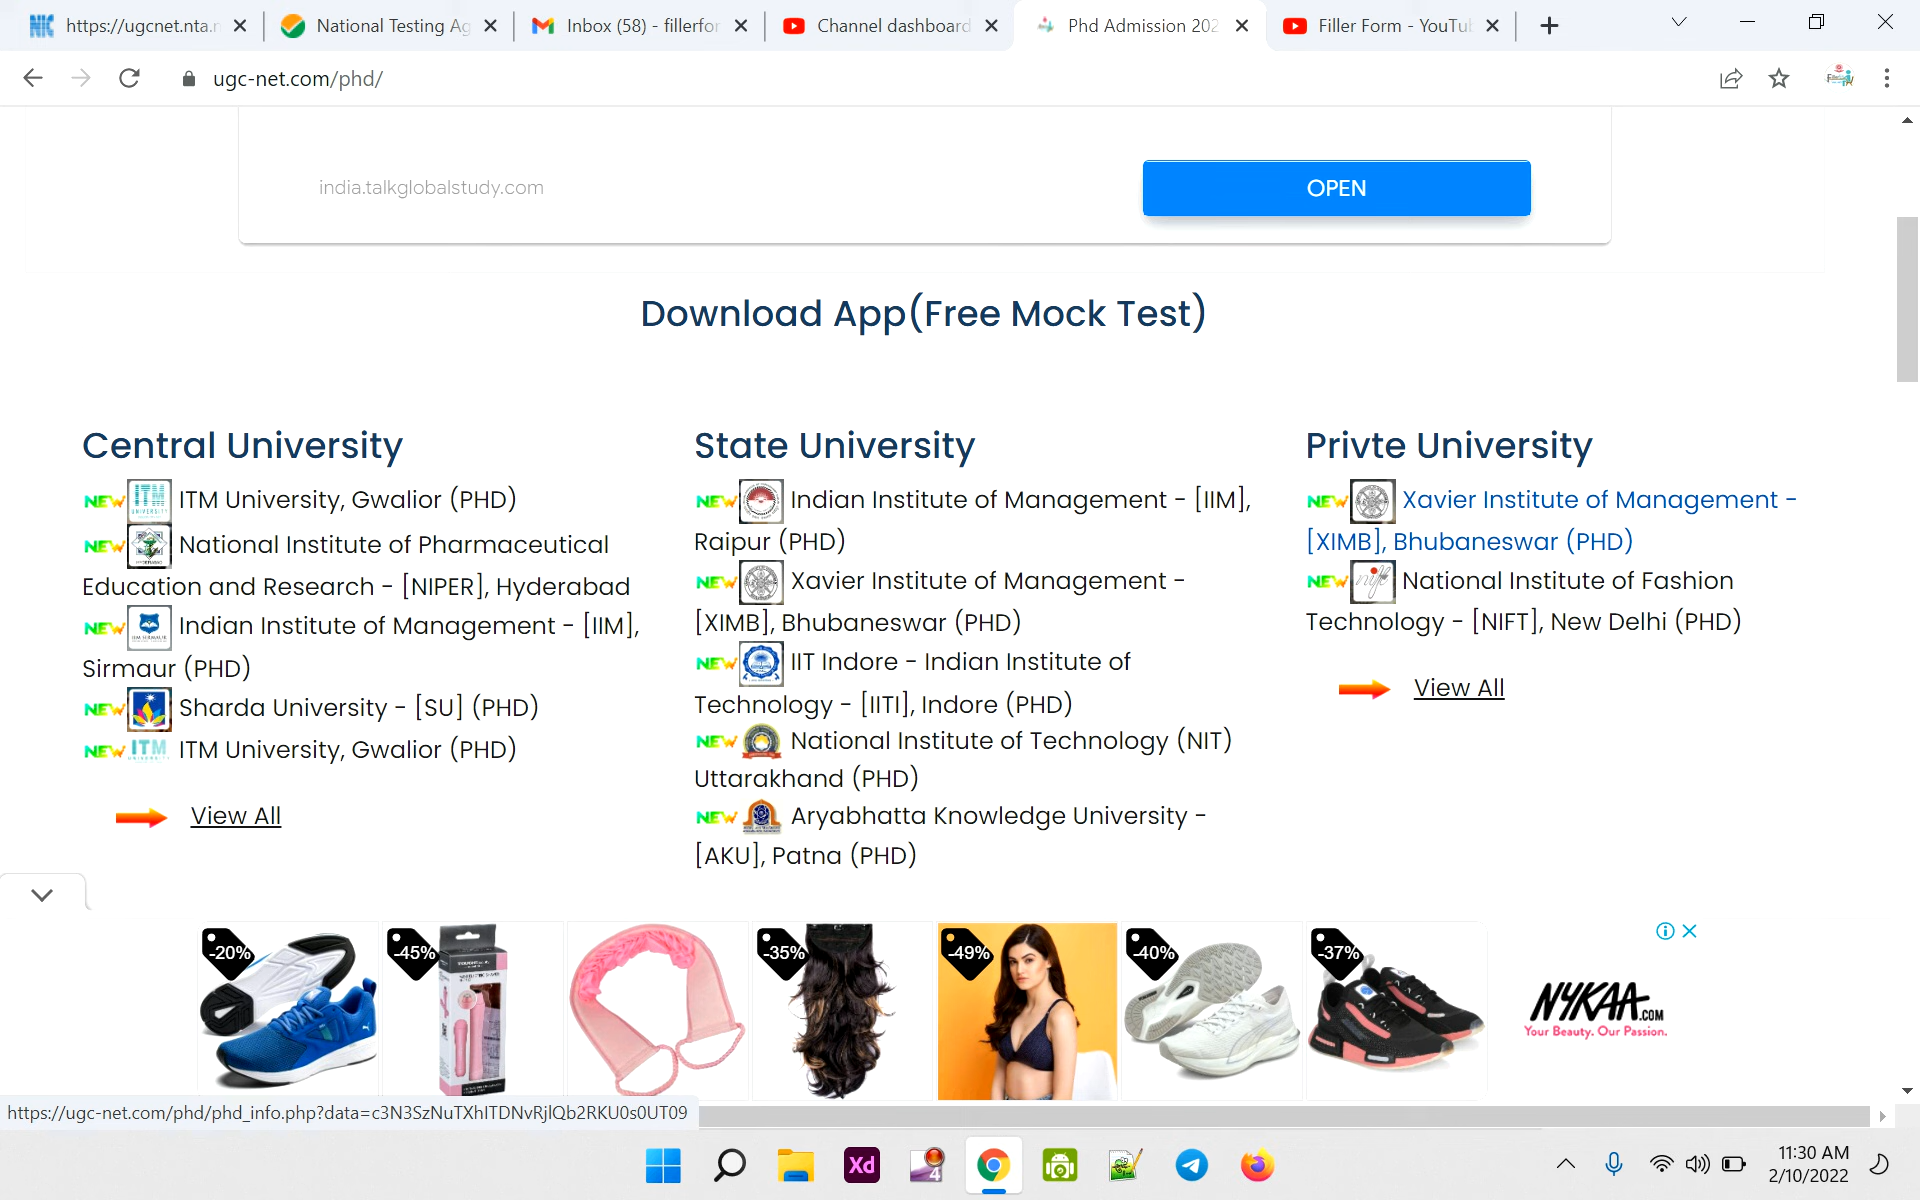 https://ugcnet.nta.n
National Testing Ag
Inbox (58) - fillerfor
Channel dashboard
Phd Admission 202
Filler Form - YouTu
ugc-net.com/phd/
india.talkglobalstudy.com
OPEN
Download App(Free Mock Test)
Central University
NEW ITM University, Gwalior (PHD)
NEW National Institute of Pharmaceutical
Education and Research - [NIPER], Hyderabad
NEW Indian Institute of Management - [IIM],
Sirmaur (PHD)
NEW Sharda University - [SU] (PHD)
NEW ITM University, Gwalior (PHD)
View All
State University
NEW Indian Institute of Management - [IIM],
Raipur (PHD)
NEW Xavier Institute of Management -
[XIMB], Bhubaneswar (PHD)
NEW IIT Indore - Indian Institute of
Technology - [IITI], Indore (PHD)
NEW National Institute of Technology (NIT)
Uttarakhand (PHD)
NEW Aryabhatta Knowledge University -
[AKU], Patna (PHD)
Privte University
NEW Xavier Institute of Management -
[XIMB], Bhubaneswar (PHD)
NEW National Institute of Fashion
Technology - [NIFT], New Delhi (PHD)
View All
-20%
-45%
-35%
-49%
-40%
-37%
NYKAA.COM
Your Beauty. Our Passion.
https://ugc-net.com/phd/phd_info.php?data=c3N3SzNuTXhITDNvRjlQb2RKU0s0UT09
Xd
4
11:30 AM
2/10/2022